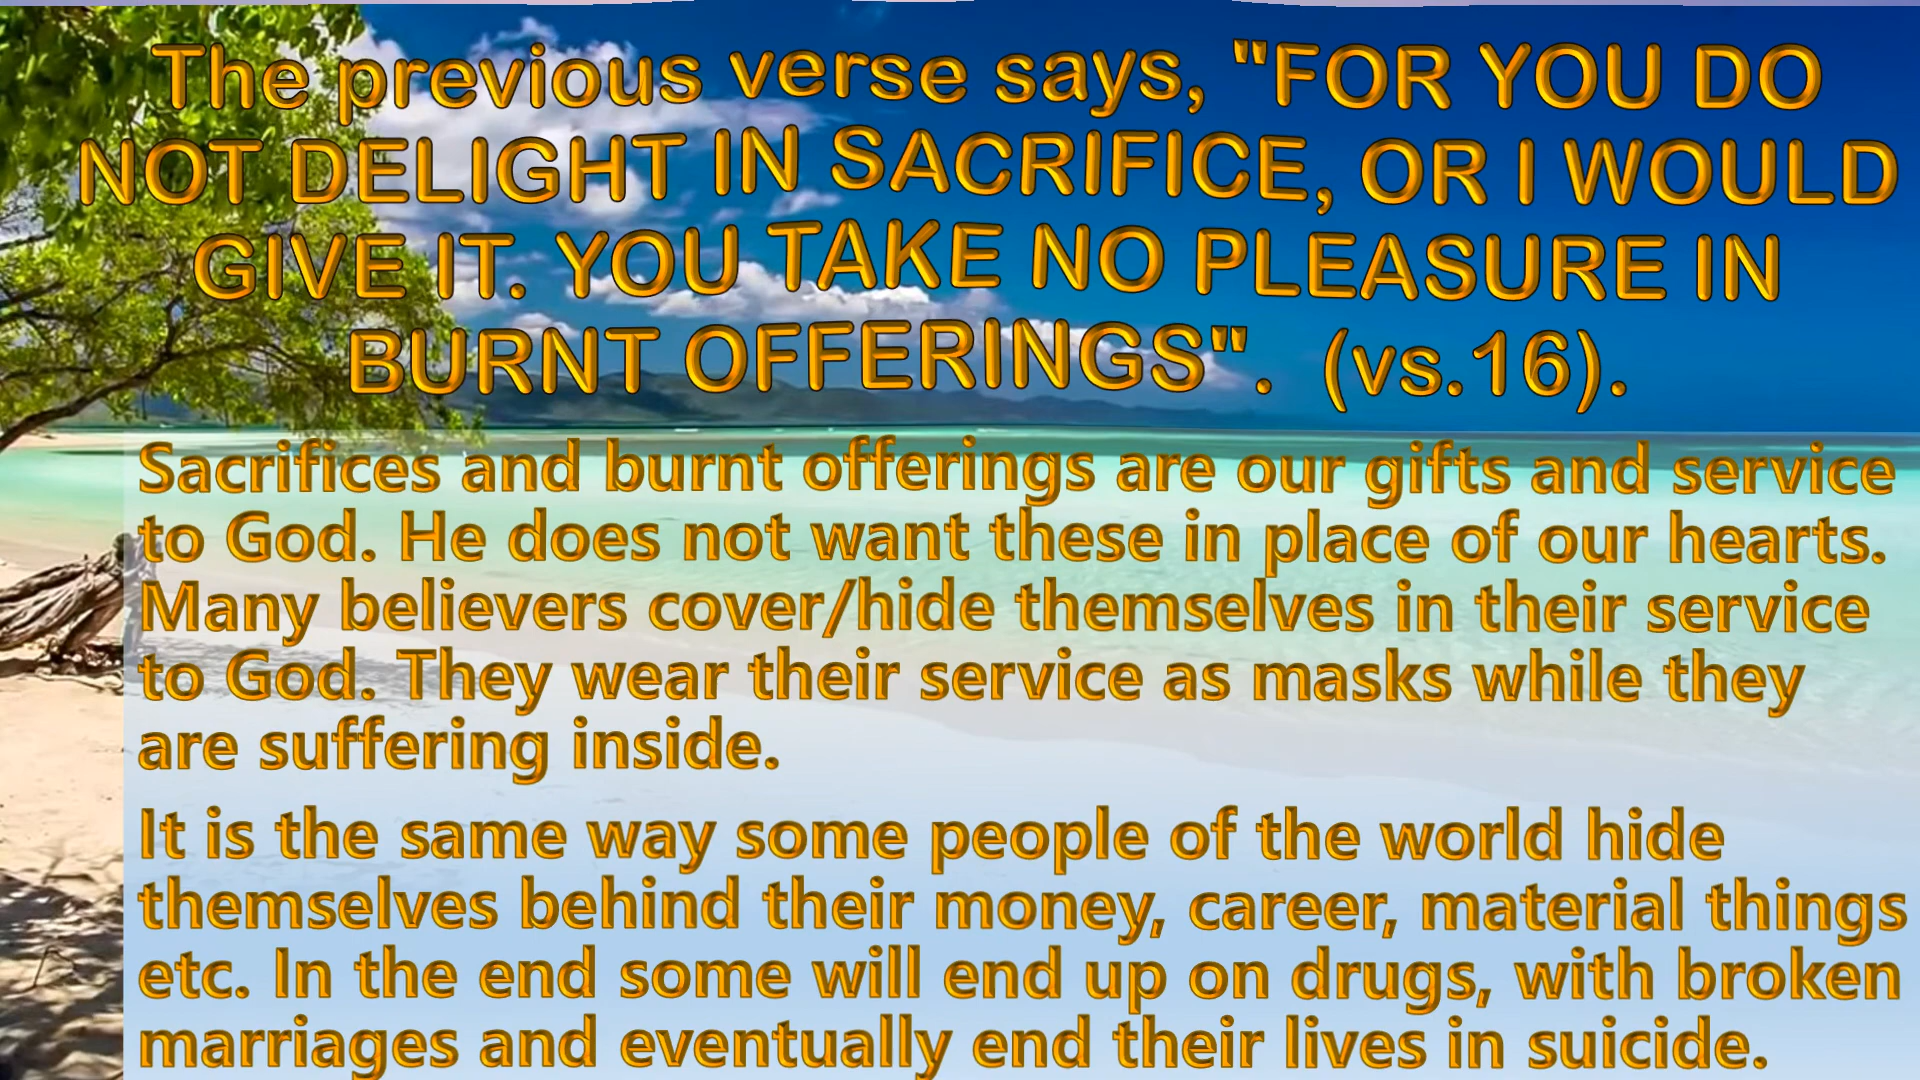 The previous verse says, "FOR YOU DO
NOT DELIGHT IN SACRIFICE, OR I WOULD
GIVE IT. YOU TAKE NO PLEASURE IN
BURNT OFFERINGS".  (vs.16).
Sacrifices and burnt offerings are our gifts and service
to God. He does not want these in place of our hearts.
Many believers cover/hide themselves in their service
to God. They wear their service as masks while they
are suffering inside.
It is the same way some people of the world hide
themselves behind their money, career, material things
etc. In the end some will end up on drugs, with broken
marriages and eventually end their lives in suicide.